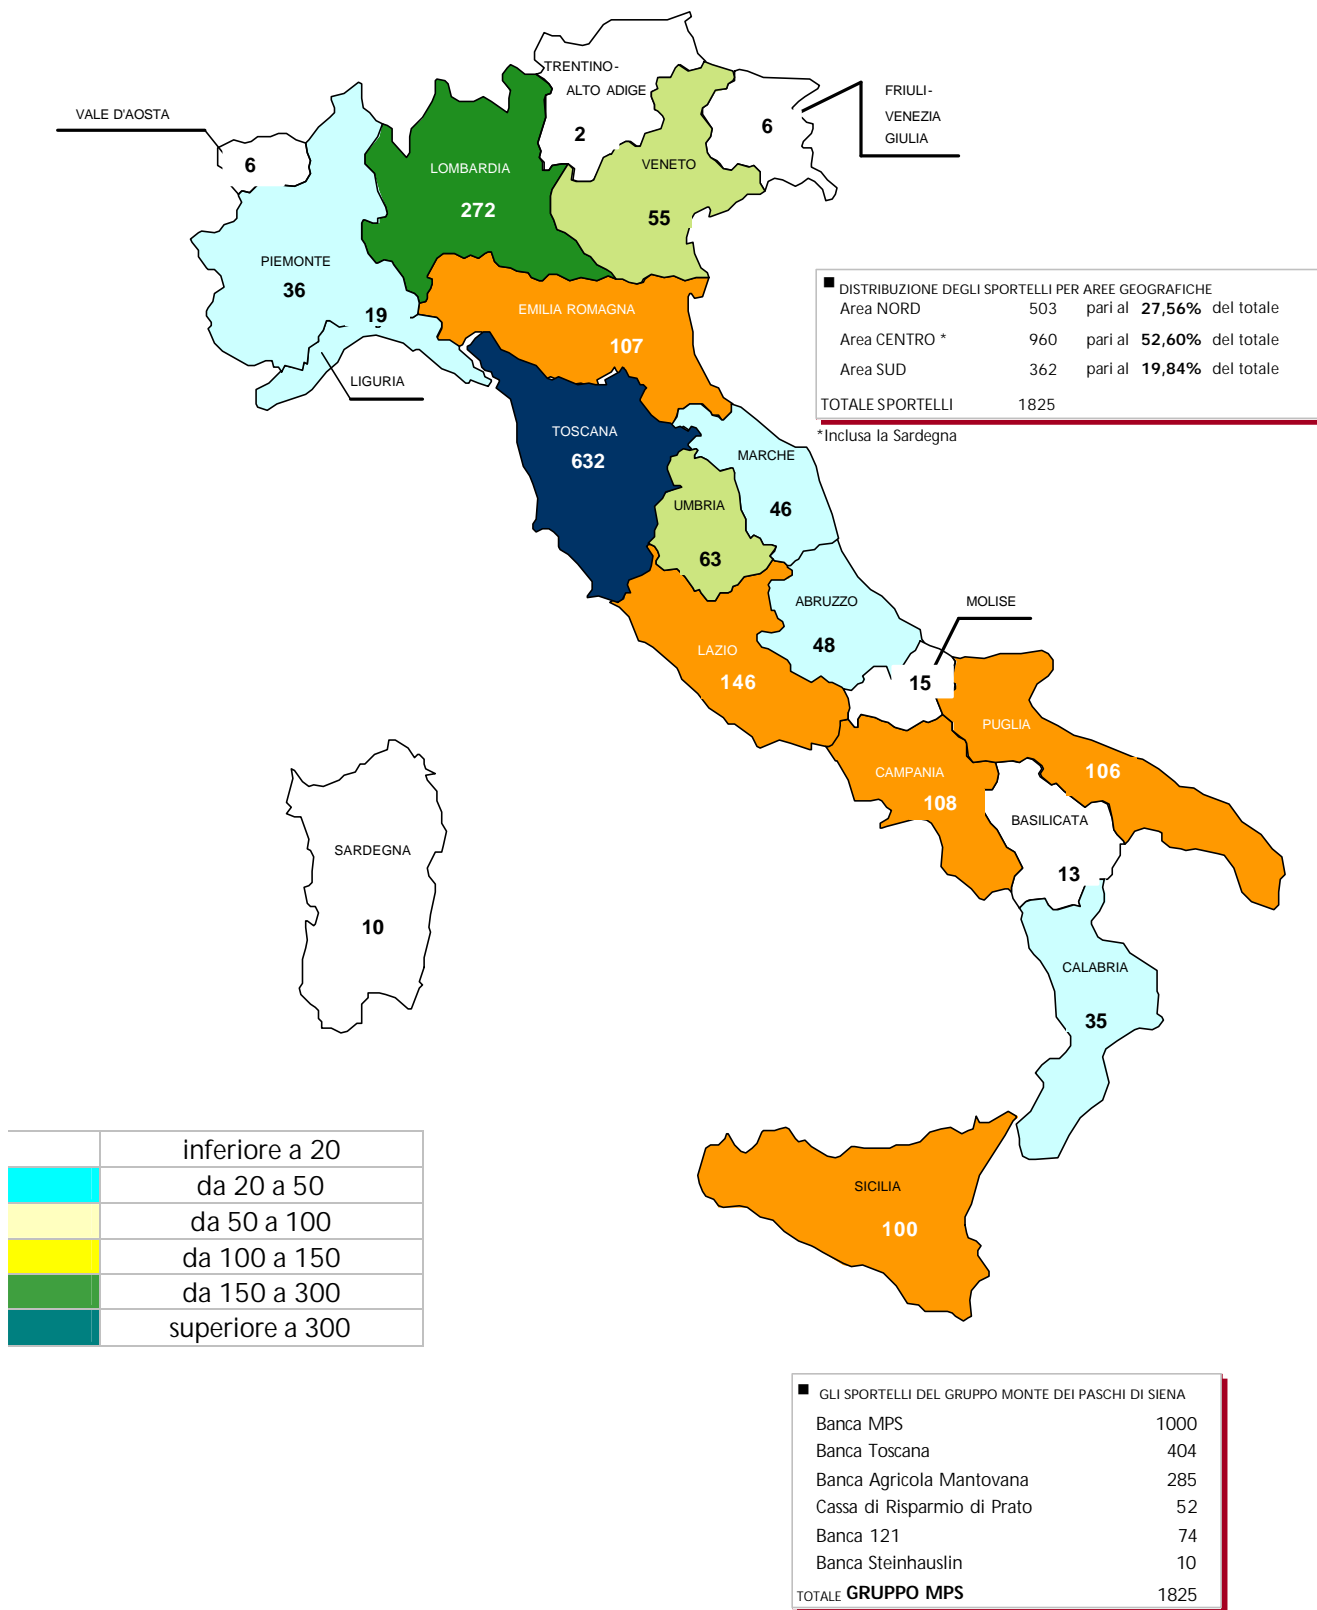 TRENTINO-
ALTO ADIGE
2
FRIULI-
VENEZIA
GIULIA
6
VALE D'AOSTA
6
LOMBARDIA
272
VENETO
55
PIEMONTE
36
19
LIGURIA
EMILIA ROMAGNA
107
■ DISTRIBUZIONE DEGLI SPORTELLI PER AREE GEOGRAFICHE
Area NORD 503 pari al 27,56% del totale
Area CENTRO * 960 pari al 52,60% del totale
Area SUD 362 pari al 19,84% del totale
TOTALE SPORTELLI 1825
*Inclusa la Sardegna
TOSCANA
632
MARCHE
46
UMBRIA
63
ABRUZZO
48
MOLISE
15
LAZIO
146
PUGLIA
106
CAMPANIA
108
BASILICATA
13
SARDEGNA
10
CALABRIA
35
SICILIA
100
inferiore a 20
da 20 a 50
da 50 a 100
da 100 a 150
da 150 a 300
superiore a 300
■ GLI SPORTELLI DEL GRUPPO MONTE DEI PASCHI DI SIENA
Banca MPS 1000
Banca Toscana 404
Banca Agricola Mantovana 285
Cassa di Risparmio di Prato 52
Banca 121 74
Banca Steinhauslin 10
TOTALE GRUPPO MPS 1825